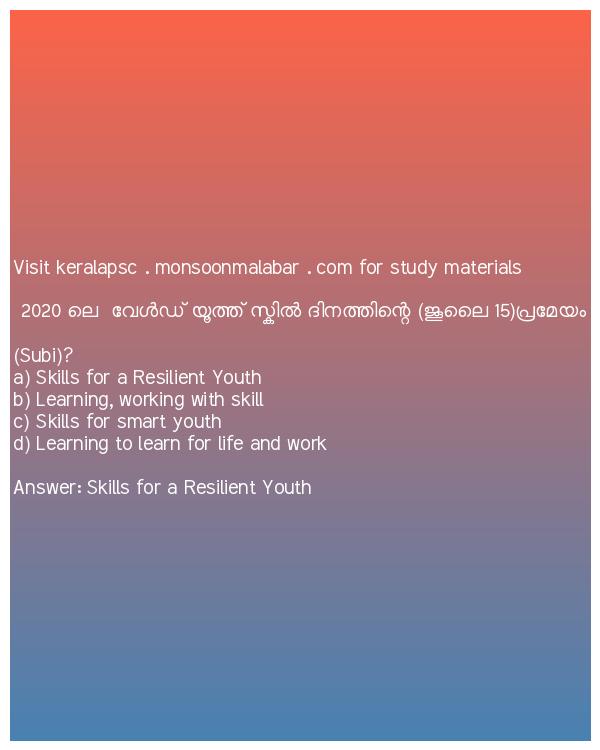 Visit keralapsc . monsoonmalabar . com for study materials
2020 ലെ വേൾഡ് യൂത്ത് സ്കിൽ ദിനത്തിന്റെ (ജൂലൈ 15)പ്രമേയം
(Subi)?
a) Skills for a Resilient Youth
b) Learning, working with skill
c) Skills for smart youth
d) Learning to learn for life and work
Answer: Skills for a Resilient Youth